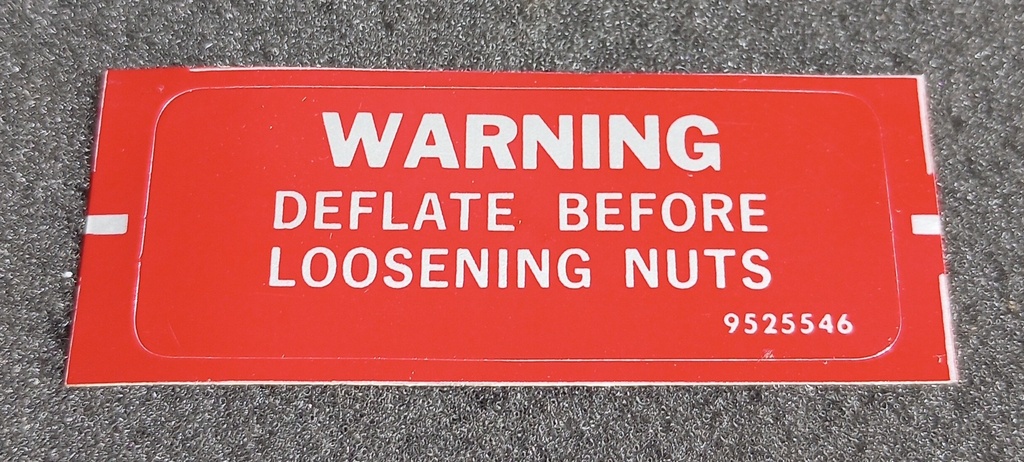 WARNING
DEFLATE BEFORE
LOOSENING NUTS
9525546